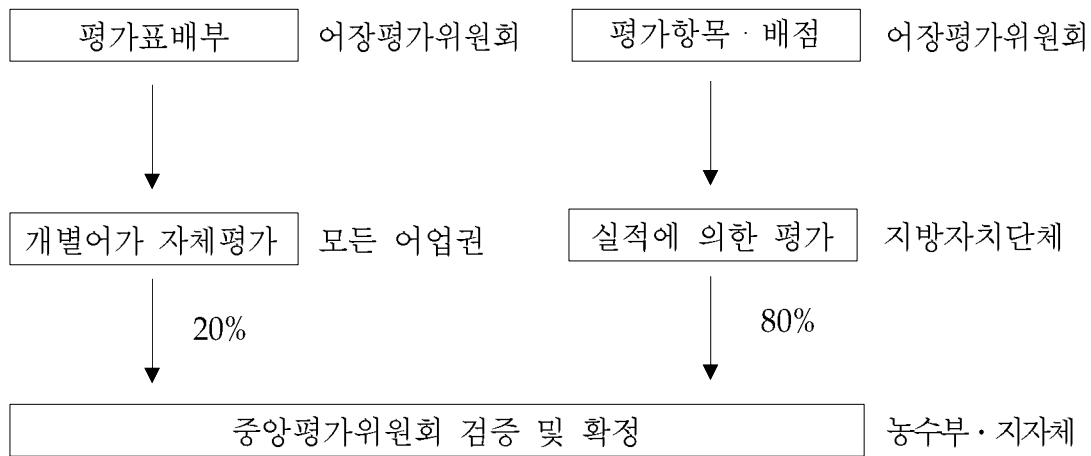 평가표배부 어장평가위원회 평가항목 · 배점 어장평가위원회
개별어가 자체평가 모든 어업권 실적에 의한 평가 지방자치단체
20% 80%
중앙평가위원회 검증 및 확정 농수부 · 지자체